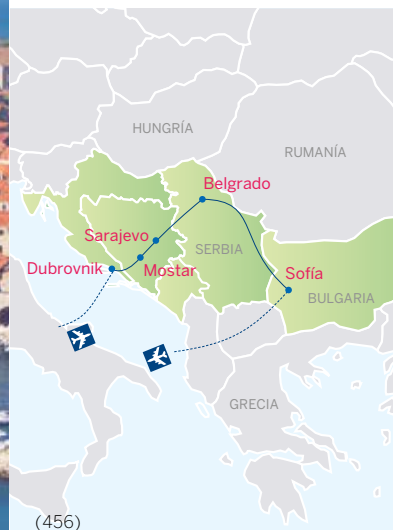 HUNGRÍA
RUMANÍA
Belgrado
Sarajevo
SERBIA
Dubrovnik
Mostar
Sofía
BULGARIA
GRECIA
(456)